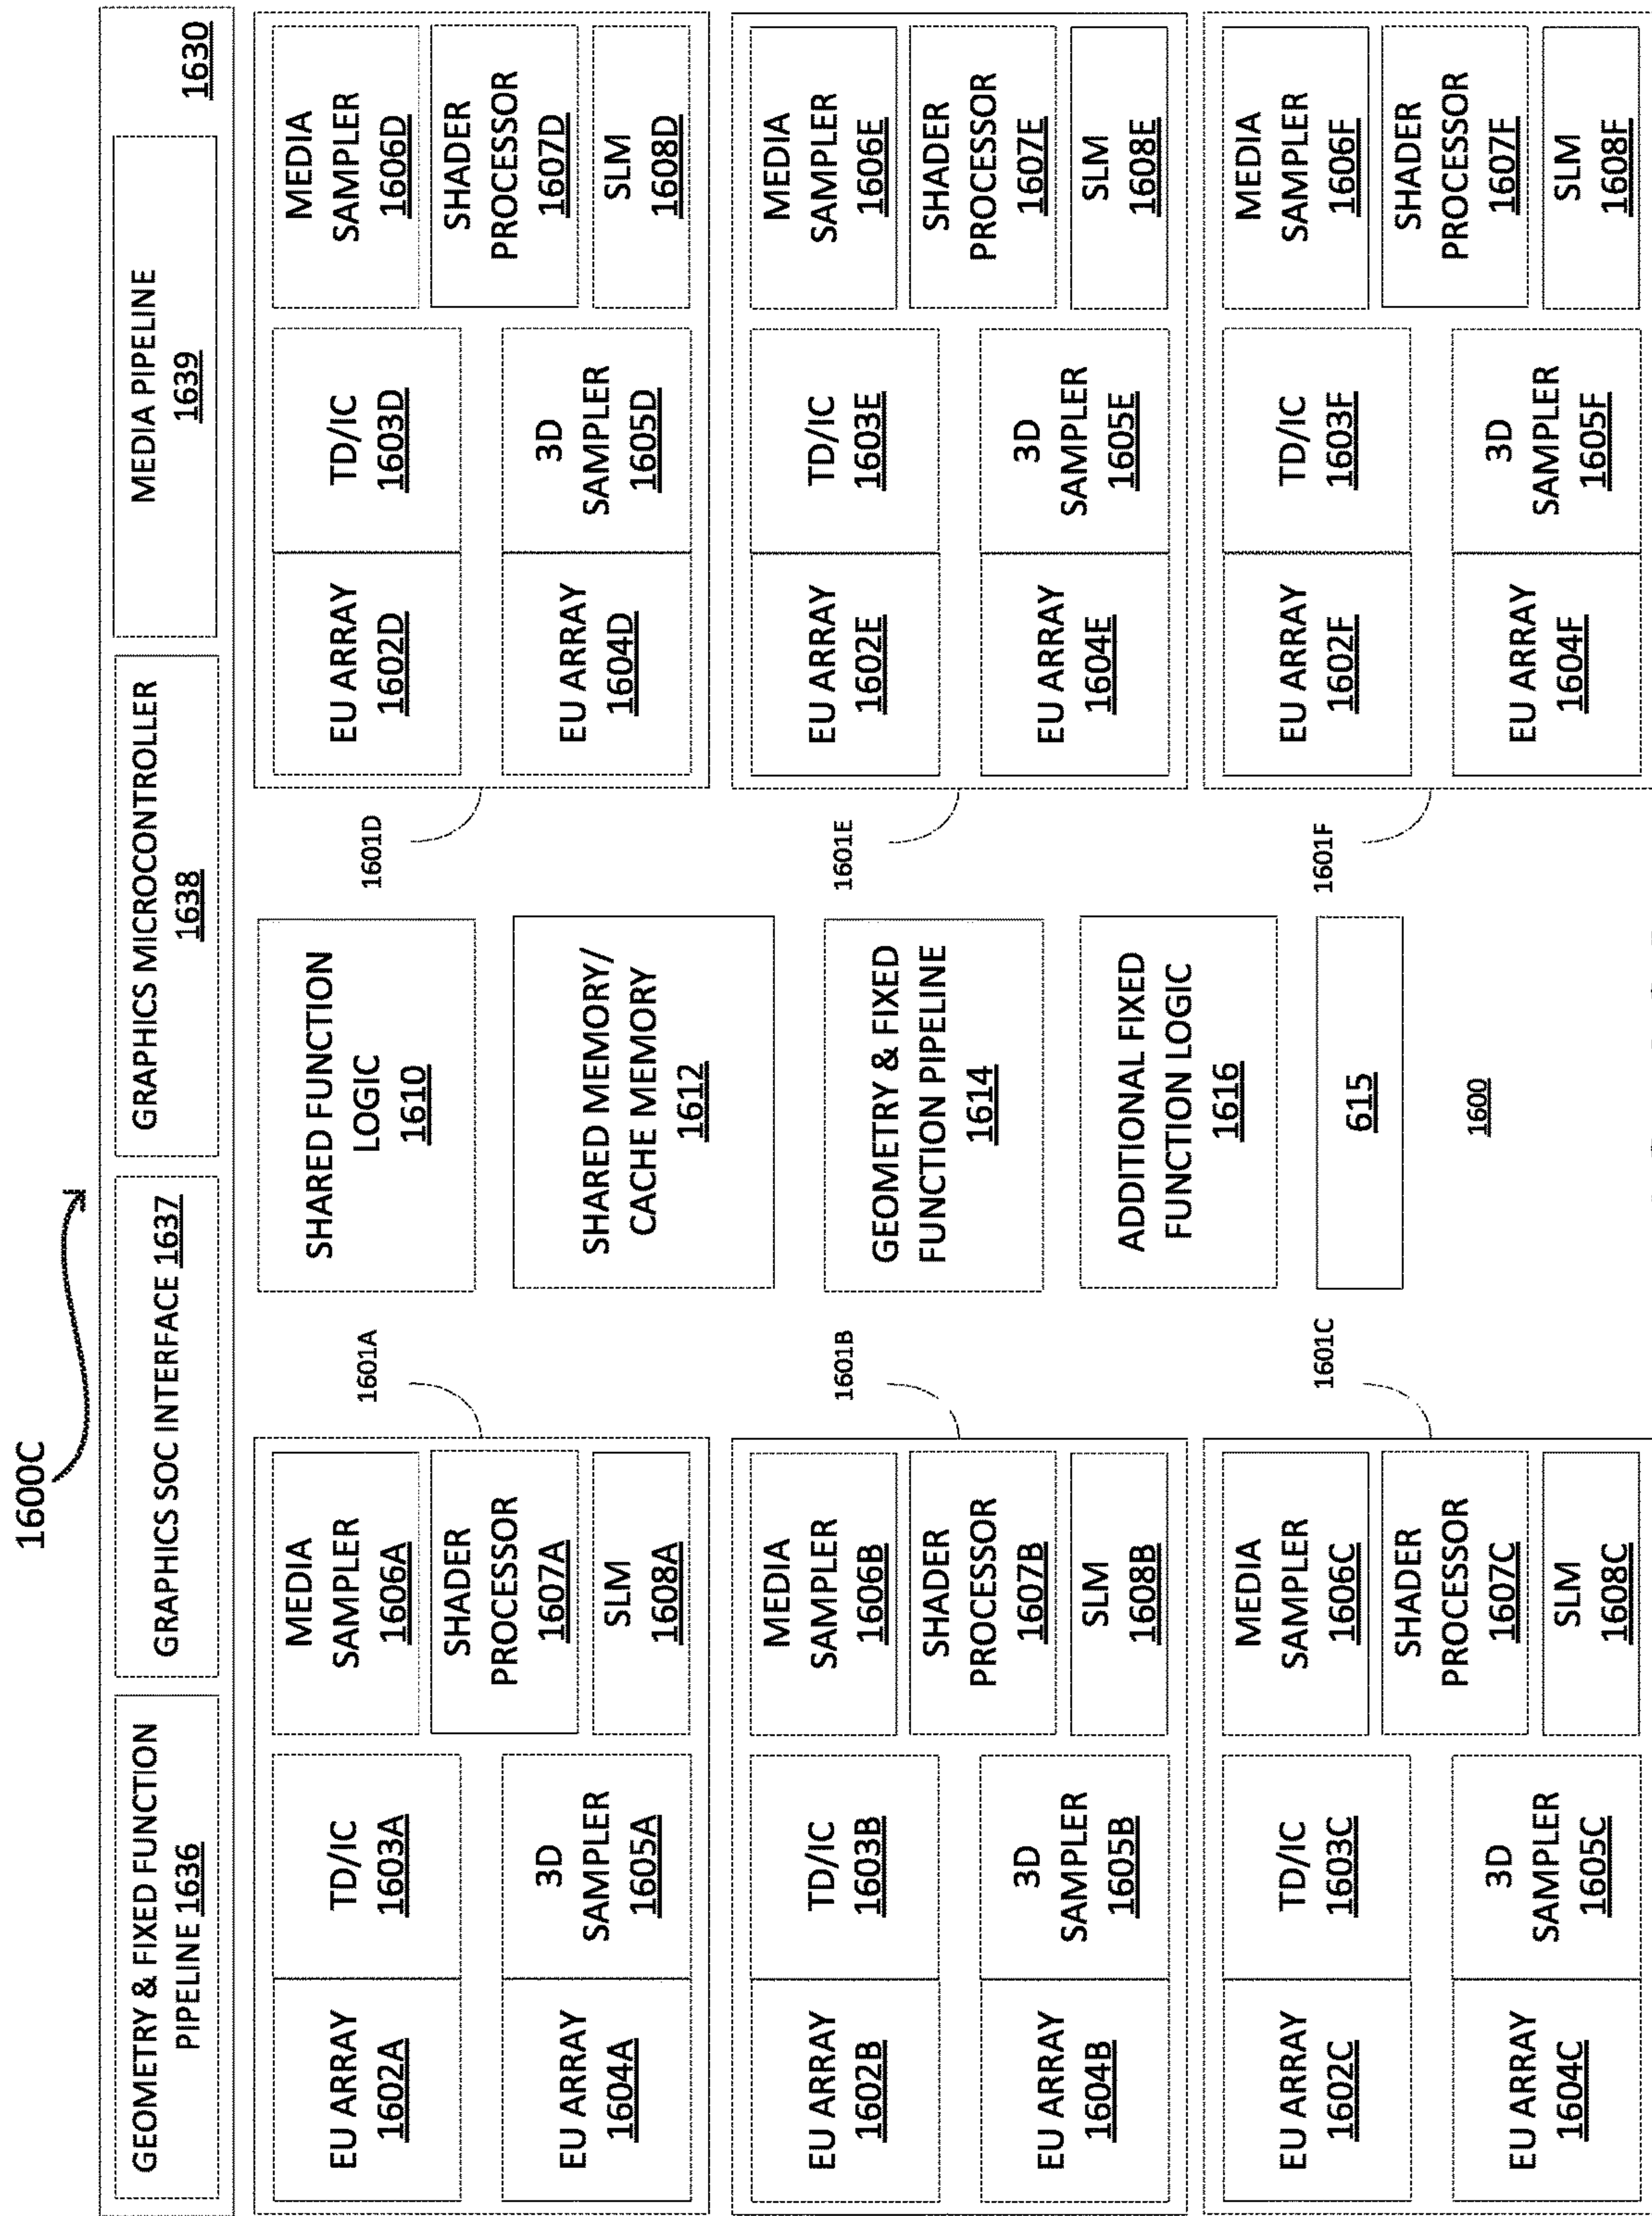 1600C
GEOMETRY & FIXED FUNCTION
PIPELINE 1636
GRAPHICS SOC INTERFACE 1637
GRAPHICS MICROCONTROLLER
1638
MEDIA PIPELINE
1639
1630
EU ARRAY
1602A
TD/IC
1603A
EU ARRAY
1604A
3D
SAMPLER
1605A
MEDIA
SAMPLER
1606A
SHADER
PROCESSOR
1607A
SLM
1608A
1601A
SHARED FUNCTION
LOGIC
1610
1601D
EU ARRAY
1602D
TD/IC
1603D
EU ARRAY
1604D
3D
SAMPLER
1605D
MEDIA
SAMPLER
1606D
SHADER
PROCESSOR
1607D
SLM
1608D
SHARED MEMORY/
CACHE MEMORY
1612
EU ARRAY
1602B
TD/IC
1603B
EU ARRAY
1604B
3D
SAMPLER
1605B
MEDIA
SAMPLER
1606B
SHADER
PROCESSOR
1607B
SLM
1608B
1601B
GEOMETRY & FIXED
FUNCTION PIPELINE
1614
1601E
EU ARRAY
1602E
TD/IC
1603E
EU ARRAY
1604E
3D
SAMPLER
1605E
MEDIA
SAMPLER
1606E
SHADER
PROCESSOR
1607E
SLM
1608E
ADDITIONAL FIXED
FUNCTION LOGIC
1616
EU ARRAY
1602C
TD/IC
1603C
EU ARRAY
1604C
3D
SAMPLER
1605C
MEDIA
SAMPLER
1606C
SHADER
PROCESSOR
1607C
SLM
1608C
1601C
615
1600
1601F
EU ARRAY
1602F
TD/IC
1603F
EU ARRAY
1604F
3D
SAMPLER
1605F
MEDIA
SAMPLER
1606F
SHADER
PROCESSOR
1607F
SLM
1608F